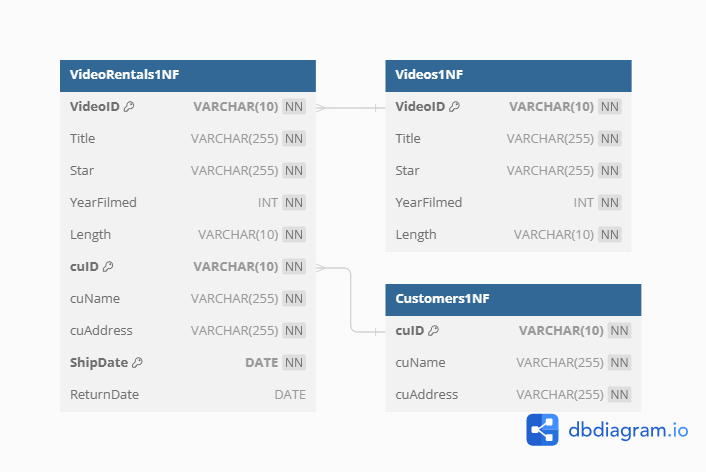 VideoRentals1NF
VideoID VARCHAR(10) NN
Title VARCHAR(255) NN
Star VARCHAR(255) NN
YearFilmed INT NN
Length VARCHAR(10) NN
cuID VARCHAR(10) NN
cuName VARCHAR(255) NN
cuAddress VARCHAR(255) NN
ShipDate DATE NN
ReturnDate DATE
Videos1NF
VideoID VARCHAR(10) NN
Title VARCHAR(255) NN
Star VARCHAR(255) NN
YearFilmed INT NN
Length VARCHAR(10) NN
Customers1NF
cuID VARCHAR(10) NN
cuName VARCHAR(255) NN
cuAddress VARCHAR(255) NN
dbdiagram.io